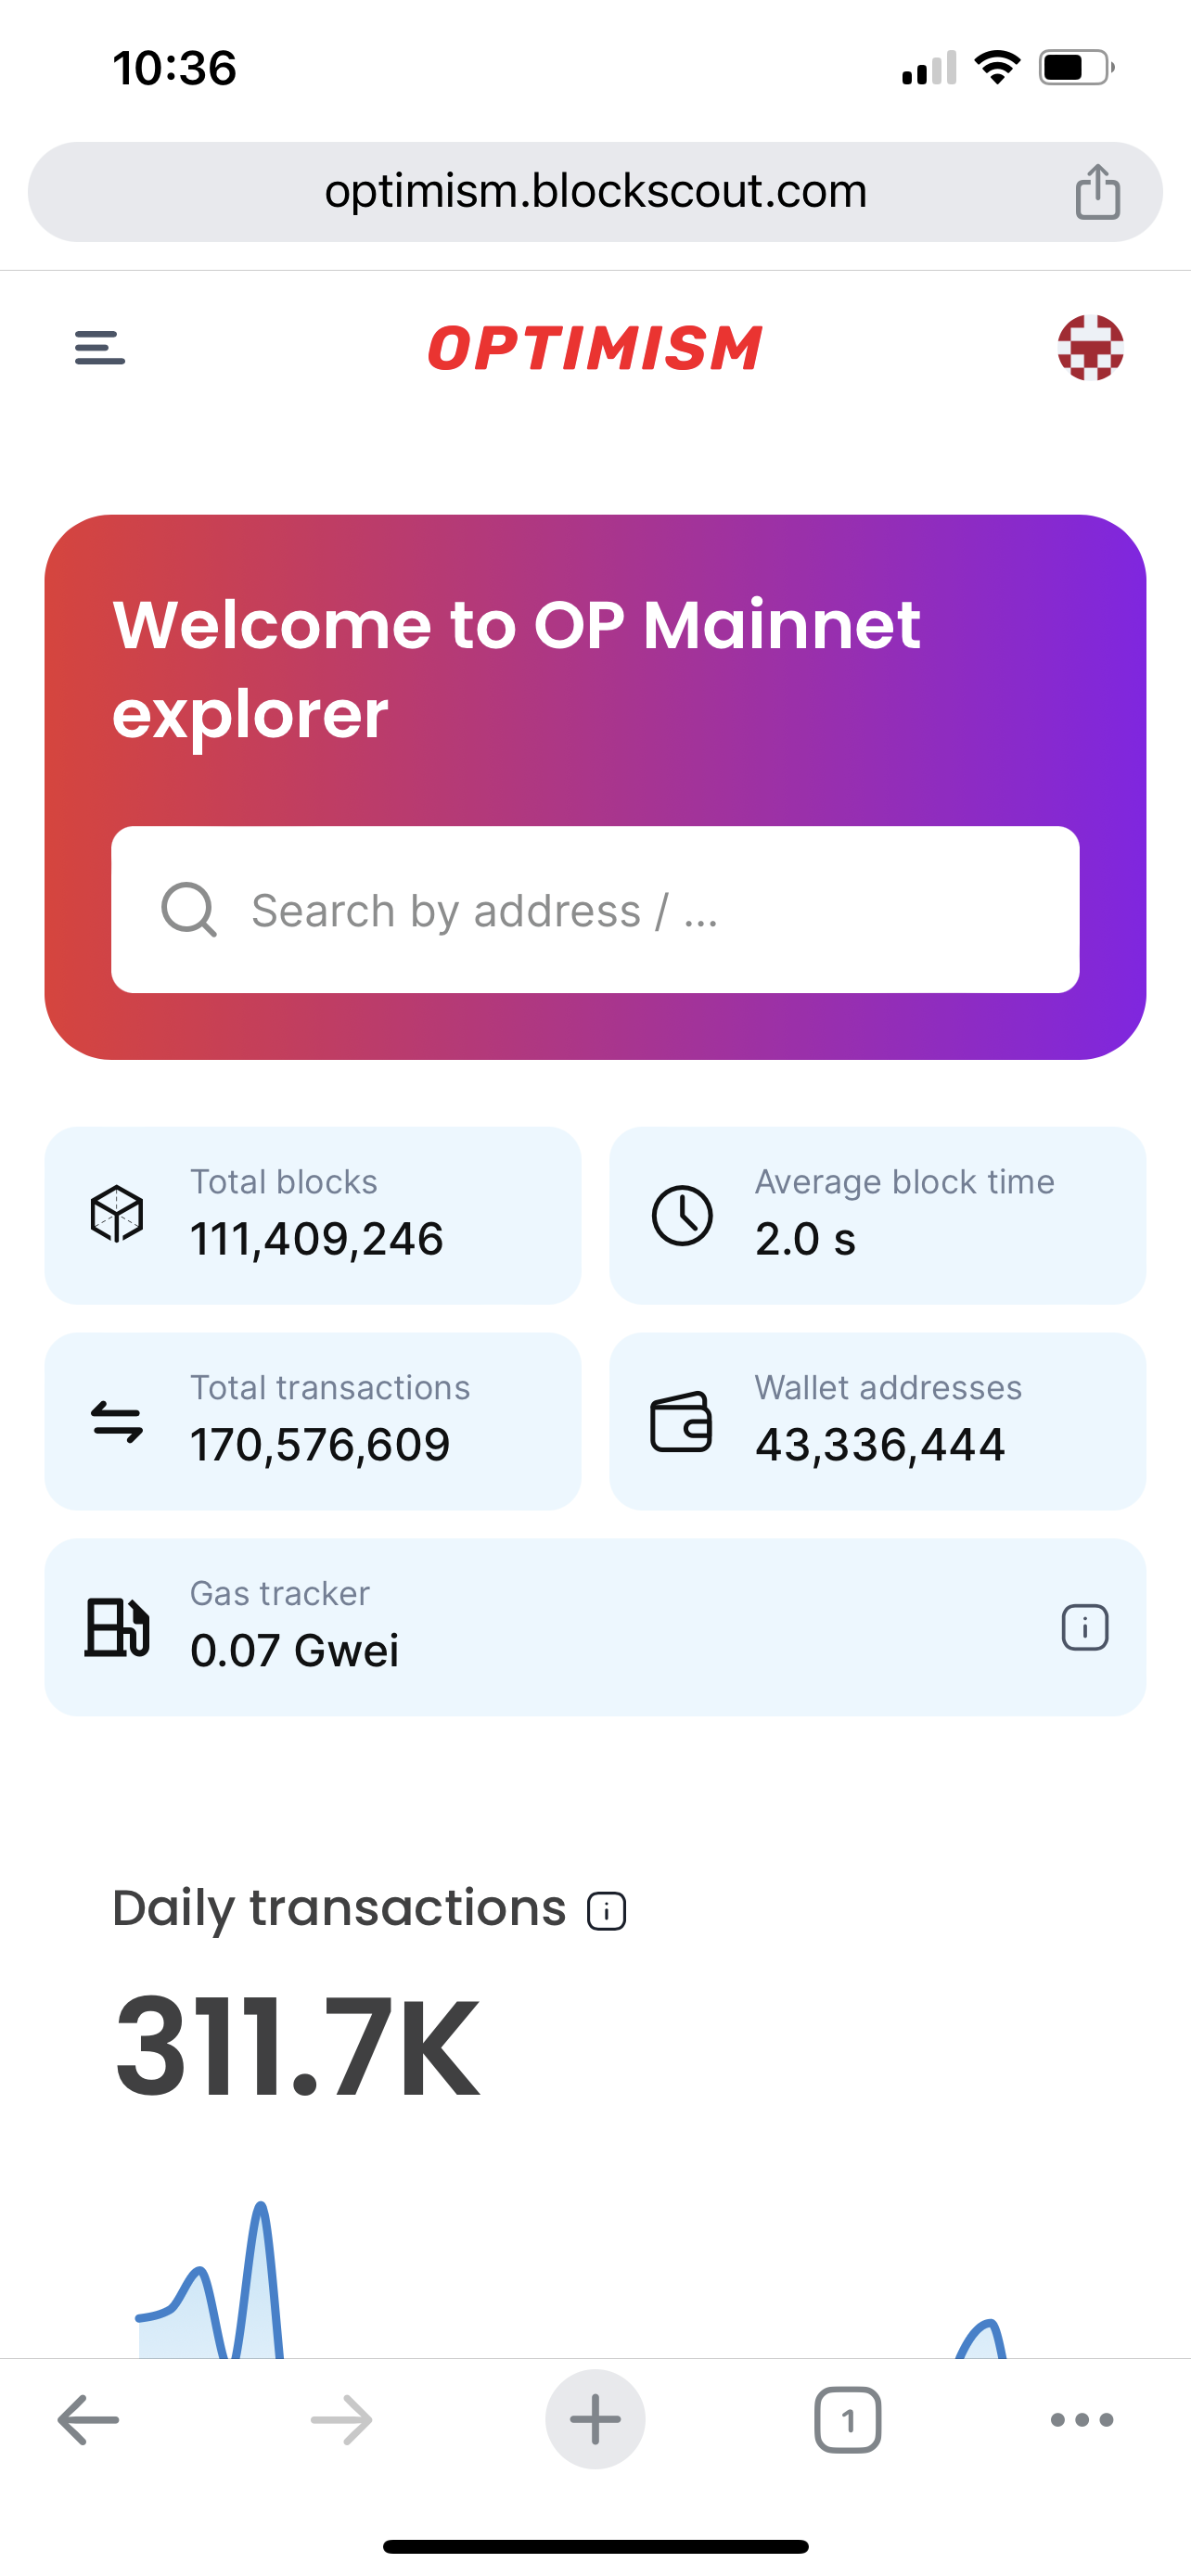 10:36
optimism.blockscout.com
OPTIMISM
Welcome to OP Mainnet
explorer
Search by address / ...
Total blocks
111,409,246
Average block time
2.0 s
Total transactions
170,576,609
Wallet addresses
43,336,444
Gas tracker
0.07 Gwei
Daily transactions
311.7K
1